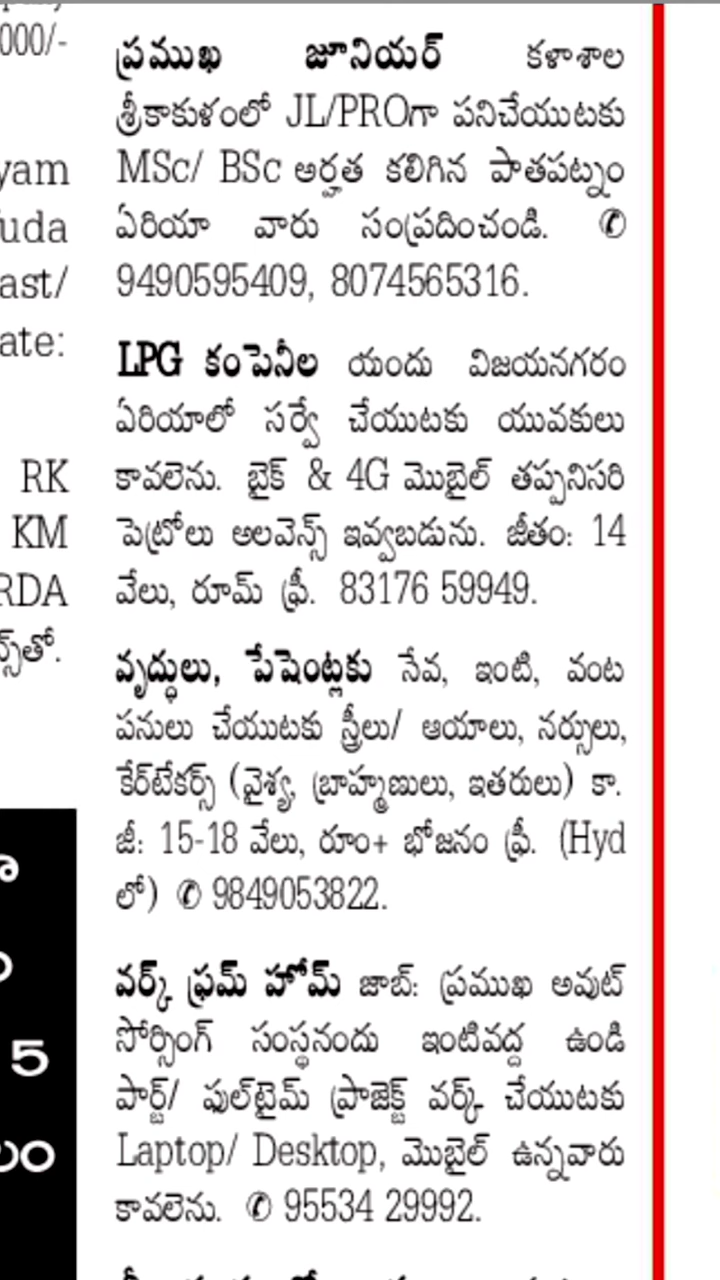 000/-
yam
uda
ast/
ate:
RK
KM
RDA
న్స్‌తో.
5
ప్రముఖ జూనియర్ కళాశాల
శ్రీకాకుళంలో JL/PROగా పనిచేయుటకు
MSc/ BSc అర్హత కలిగిన పాతపట్నం
ఏరియా వారు సంప్రదించండి. ✆
9490595409, 8074565316.
LPG కంపెనీల యందు విజయనగరం
ఏరియాలో సర్వే చేయుటకు యువకులు
కావలెను. బైక్ & 4G మొబైల్ తప్పనిసరి
పెట్రోలు అలవెన్స్ ఇవ్వబడును. జీతం: 14
వేలు, రూమ్ ఫ్రీ. 83176 59949.
వృద్ధులు, పేషెంట్లకు సేవ, ఇంటి, వంట
పనులు చేయుటకు స్త్రీలు/ ఆయాలు, నర్సులు,
కేర్‌టేకర్స్ (వైశ్య, బ్రాహ్మణులు, ఇతరులు) కా.
జీ: 15-18 వేలు, రూం+ భోజనం ఫ్రీ. (Hyd
లో) ✆ 9849053822.
వర్క్ ఫ్రమ్ హోమ్ జాబ్: ప్రముఖ అవుట్
సోర్సింగ్ సంస్థనందు ఇంటివద్ద ఉండి
పార్ట్/ ఫుల్‌టైమ్ ప్రాజెక్ట్ వర్క్ చేయుటకు
Laptop/ Desktop, మొబైల్ ఉన్నవారు
కావలెను. ✆ 95534 29992.